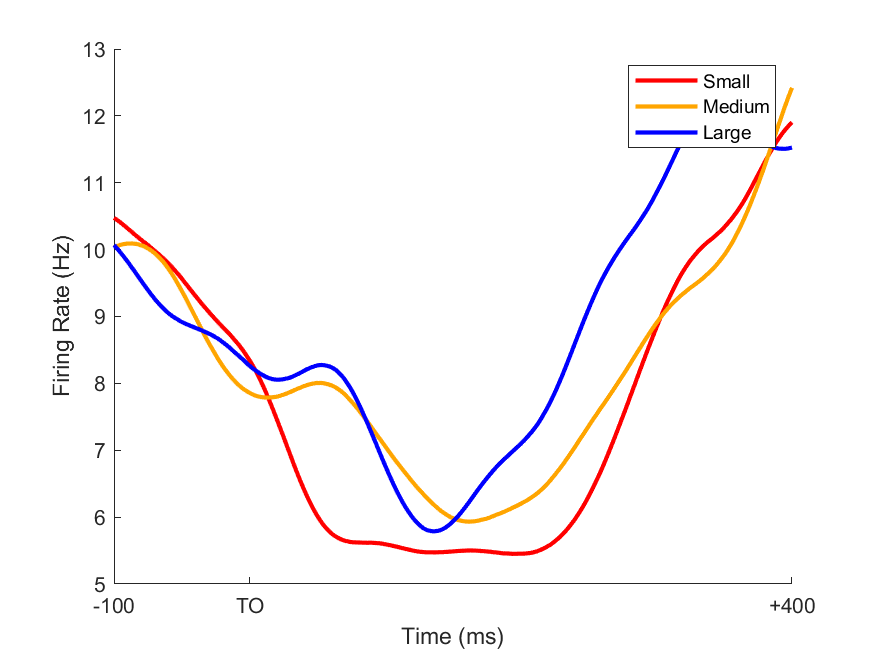 13
12
11
10
9
8
7
6
5
Firing Rate (Hz)
Small
Medium
Large
-100
TO
+400
Time (ms)